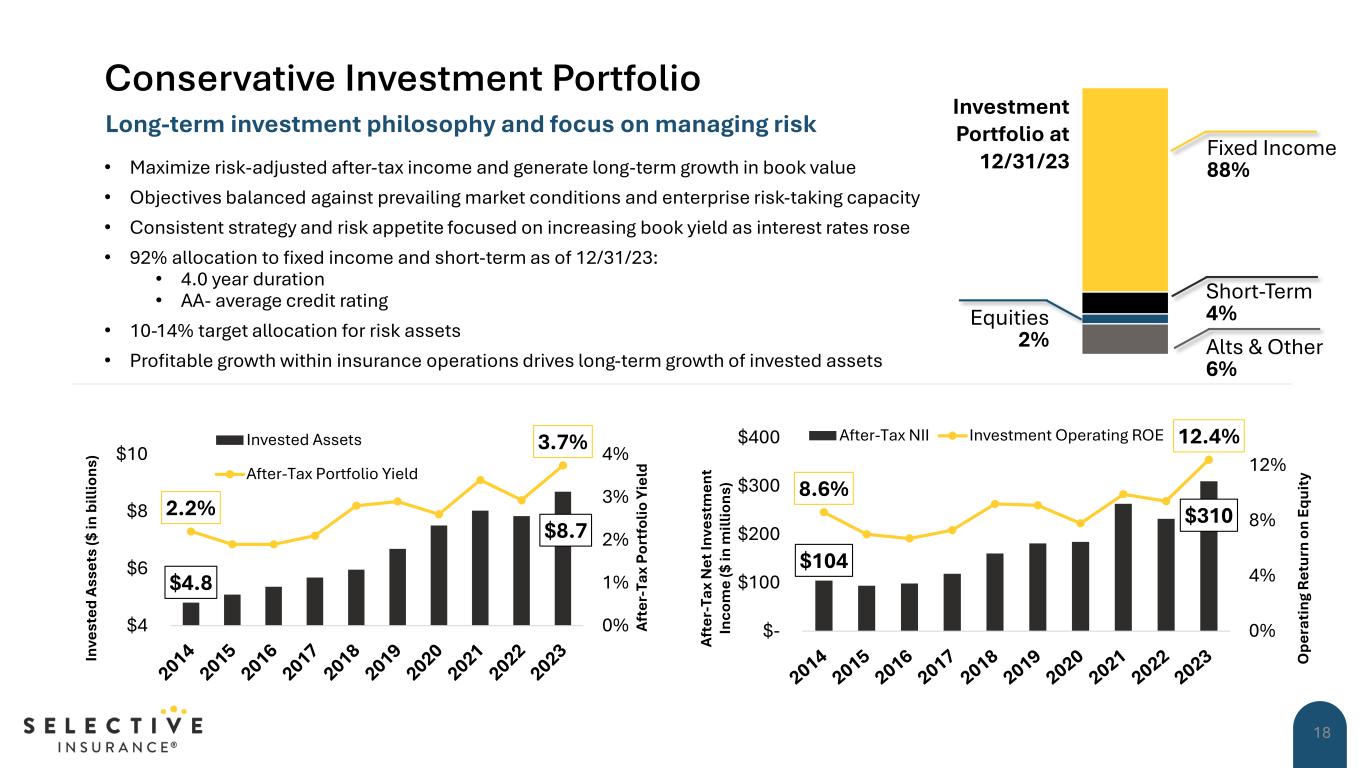 Conservative Investment Portfolio
Long-term investment philosophy and focus on managing risk
• Maximize risk-adjusted after-tax income and generate long-term growth in book value
• Objectives balanced against prevailing market conditions and enterprise risk-taking capacity
• Consistent strategy and risk appetite focused on increasing book yield as interest rates rose
• 92% allocation to fixed income and short-term as of 12/31/23:
• 4.0 year duration
• AA- average credit rating
• 10-14% target allocation for risk assets
• Profitable growth within insurance operations drives long-term growth of invested assets
Investment
Portfolio at
12/31/23
Fixed Income
88%
Short-Term
4%
Equities
2%
Alts & Other
6%
Invested Assets ($ in billions)
$10
$8
$6
$4
Invested Assets
After-Tax Portfolio Yield
2.2%
3.7%
$4.8
$8.7
4%
3%
2%
1%
0%
After-Tax Portfolio Yield
2014
2015
2016
2017
2018
2019
2020
2021
2022
2023
After-Tax Net Investment
Income ($ in millions)
$400
$300
$200
$100
$-
After-Tax NII
Investment Operating ROE
8.6%
12.4%
$104
$310
12%
8%
4%
0%
Operating Return on Equity
2014
2015
2016
2017
2018
2019
2020
2021
2022
2023
SELECTIVE
INSURANCE®
18